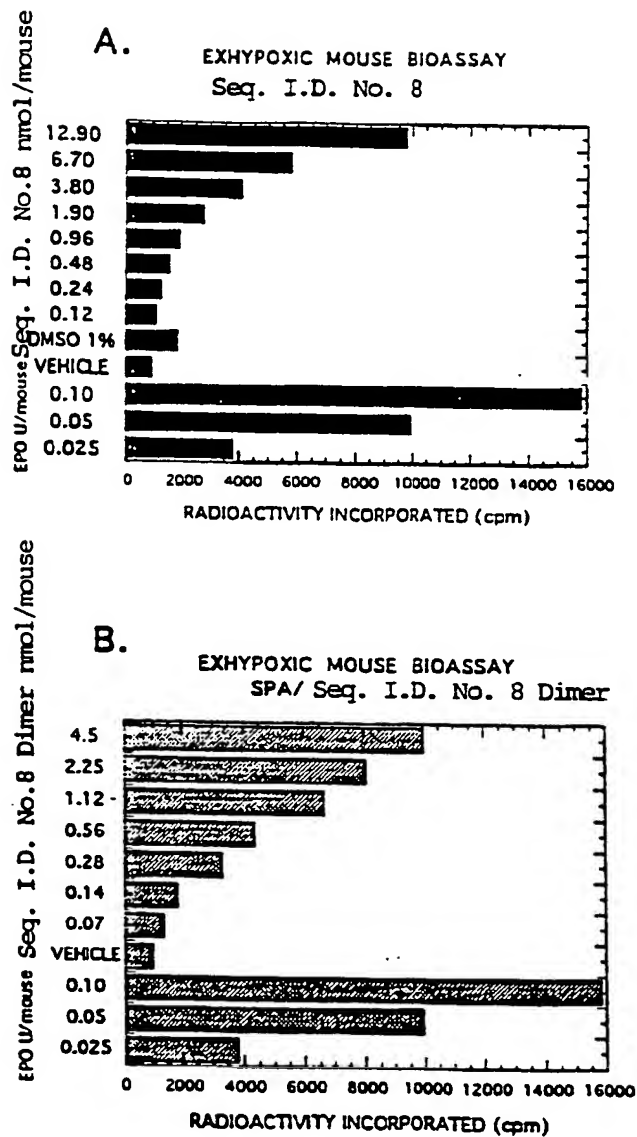 A.
EXHYPOXIC MOUSE BIOASSAY
Seq. I.D. No. 8
Seq. I.D. No.8 nmol/mouse
12.90
6.70
3.80
1.90
0.96
0.48
0.24
0.12
DMSO 1%
VEHICLE
EPO U/mouse
0.10
0.05
0.025
0 2000 4000 6000 8000 10000 12000 14000 16000
RADIOACTIVITY INCORPORATED (cpm)
B.
EXHYPOXIC MOUSE BIOASSAY
SPA/ Seq. I.D. No. 8 Dimer
Seq. I.D. No.8 Dimer nmol/mouse
4.5
2.25
1.12
0.56
0.28
0.14
0.07
VEHICLE
EPO U/mouse
0.10
0.05
0.025
0 2000 4000 6000 8000 10000 12000 14000 16000
RADIOACTIVITY INCORPORATED (cpm)